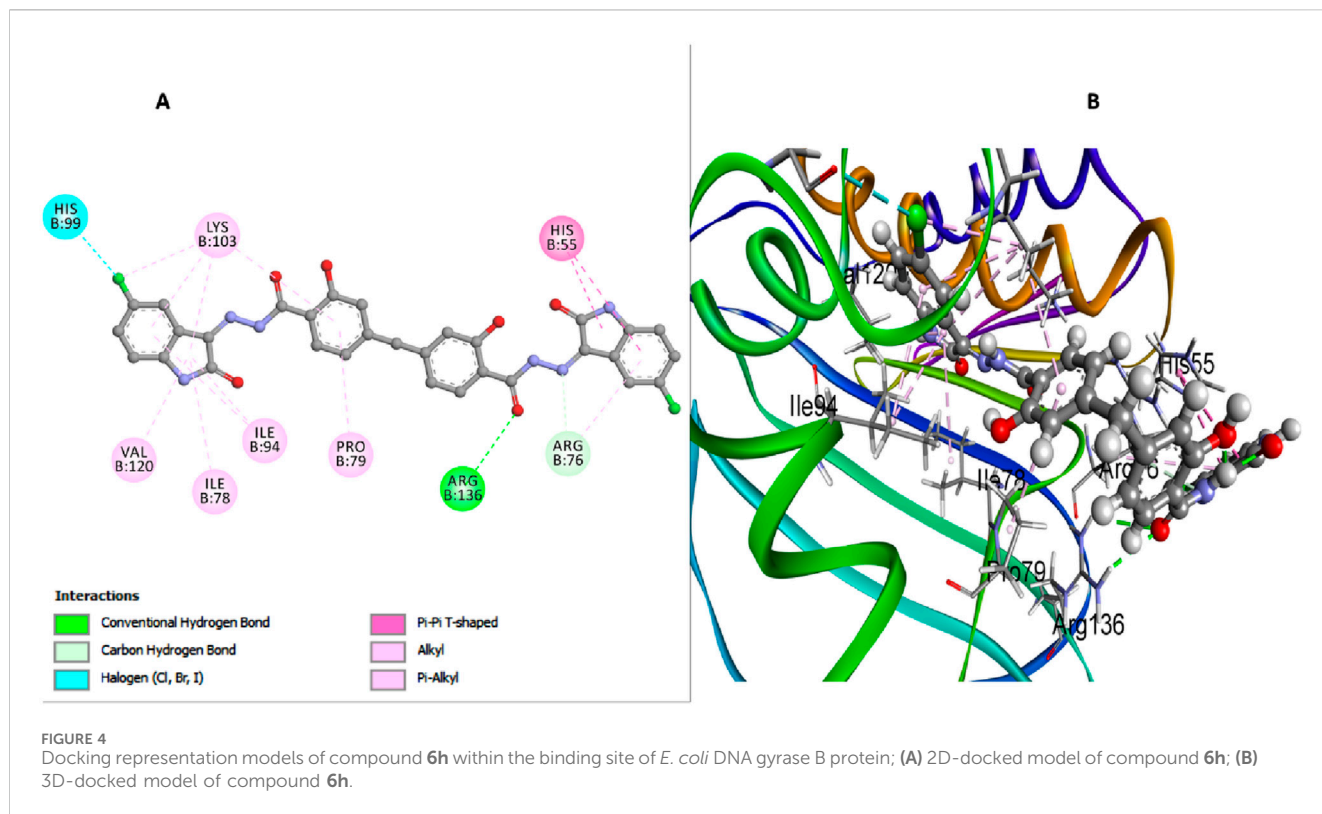 A
B
HIS
B:99
LYS
B:103
HIS
B:55
VAL
B:120
ILE
B:78
ILE
B:94
PRO
B:79
ARG
B:136
ARG
B:76
Interactions
Conventional Hydrogen Bond
Carbon Hydrogen Bond
Halogen (Cl, Br, I)
Pi-Pi T-shaped
Alkyl
Pi-Alkyl
His55
Ile94
Ile78
Pro79
Arg136
FIGURE 4
Docking representation models of compound 6h within the binding site of E. coli DNA gyrase B protein; (A) 2D-docked model of compound 6h; (B)
3D-docked model of compound 6h.